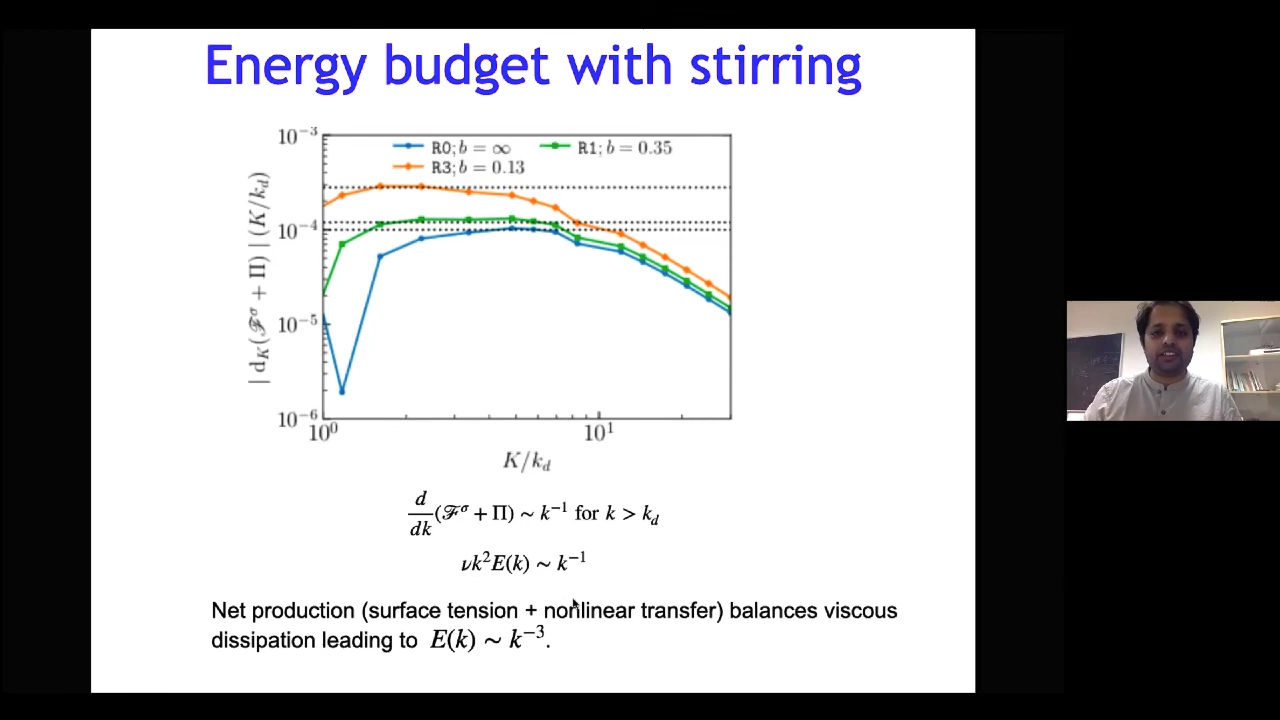 Energy budget with stirring
10⁻³
10⁻⁴
10⁻⁵
10⁻⁶
R0; b = ∞
R1; b = 0.35
R3; b = 0.13
| d_K(ℱ^σ + Π) | (K/k_d)
10⁰
10¹
K/k_d
d/dk (ℱ^σ + Π) ~ k⁻¹ for k > k_d
νk²E(k) ~ k⁻¹
Net production (surface tension + nonlinear transfer) balances viscous
dissipation leading to E(k) ~ k⁻³.